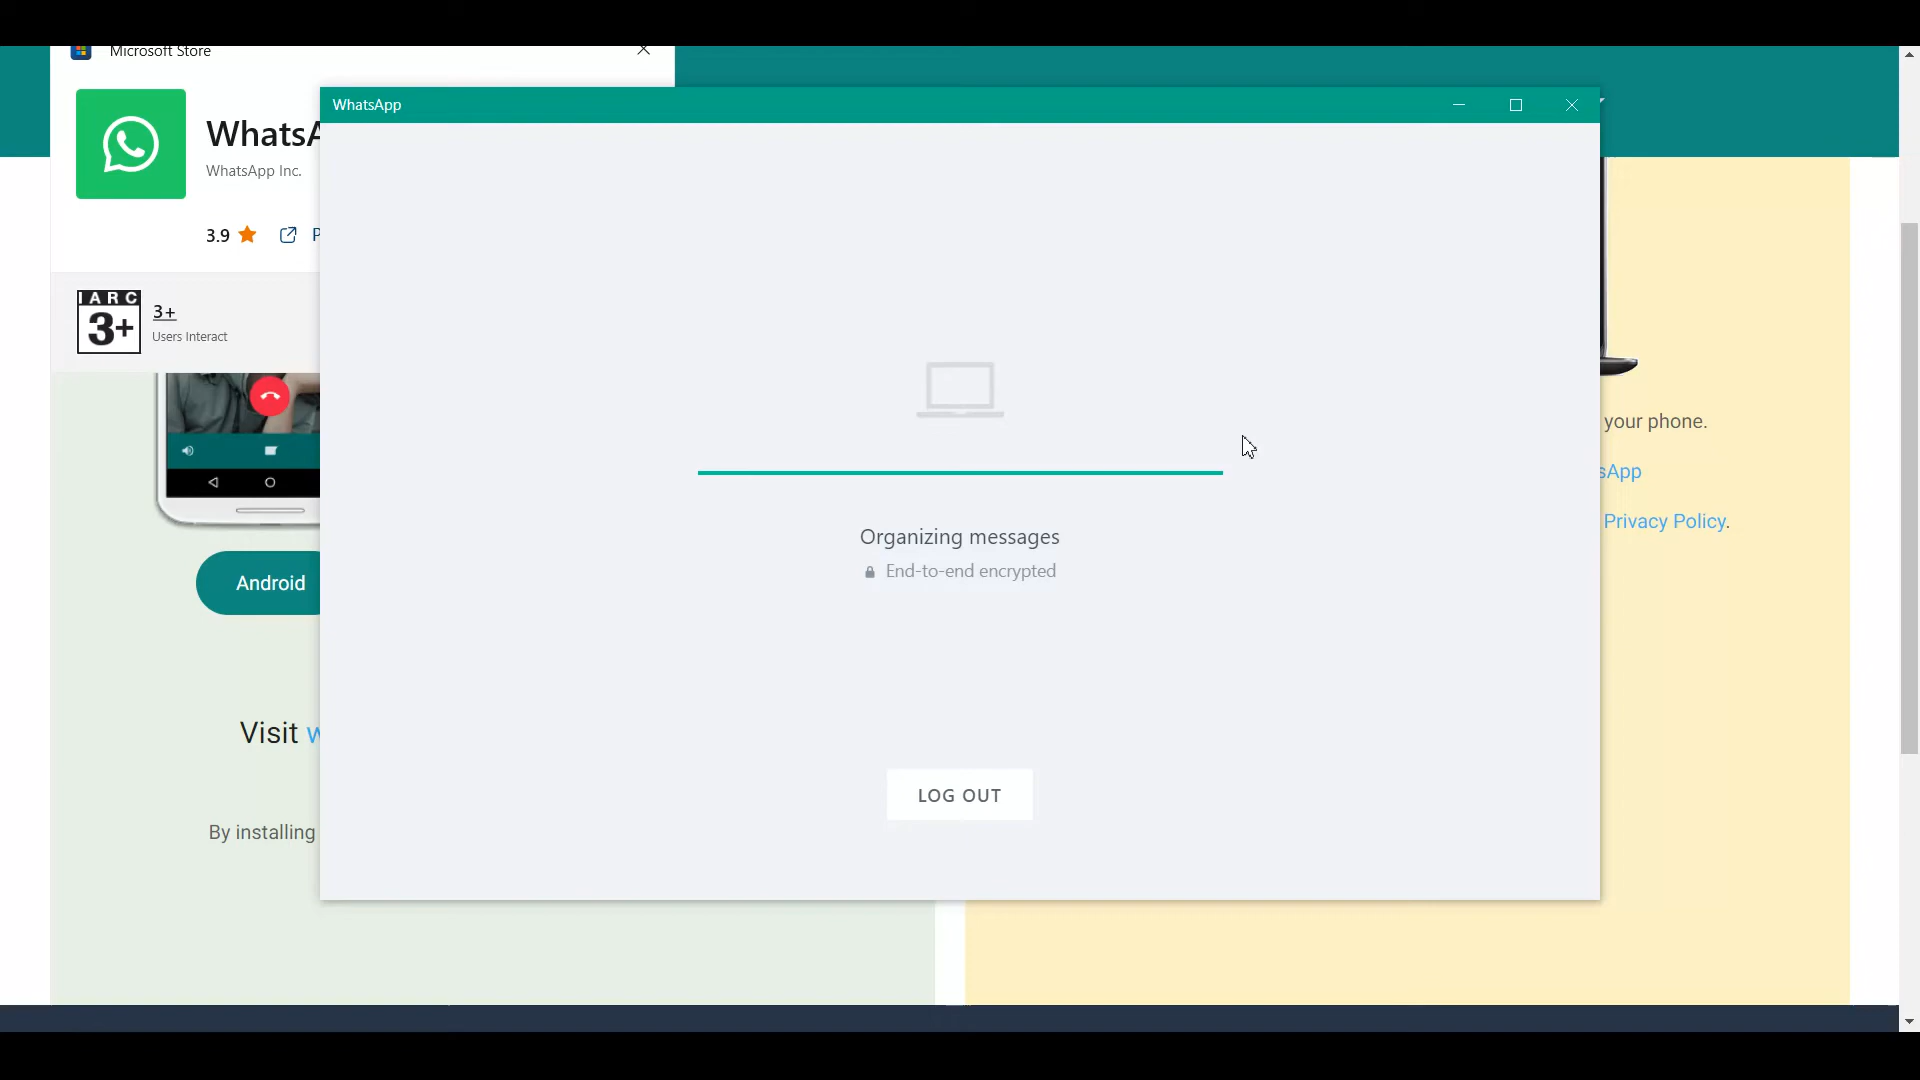 Microsoft Store
WhatsA
WhatsApp Inc.
3.9
P
IARC
3+
3+
Users Interact
WhatsApp
Organizing messages
End-to-end encrypted
LOG OUT
Android
Visit w
By installing
your phone.
sApp
Privacy Policy.